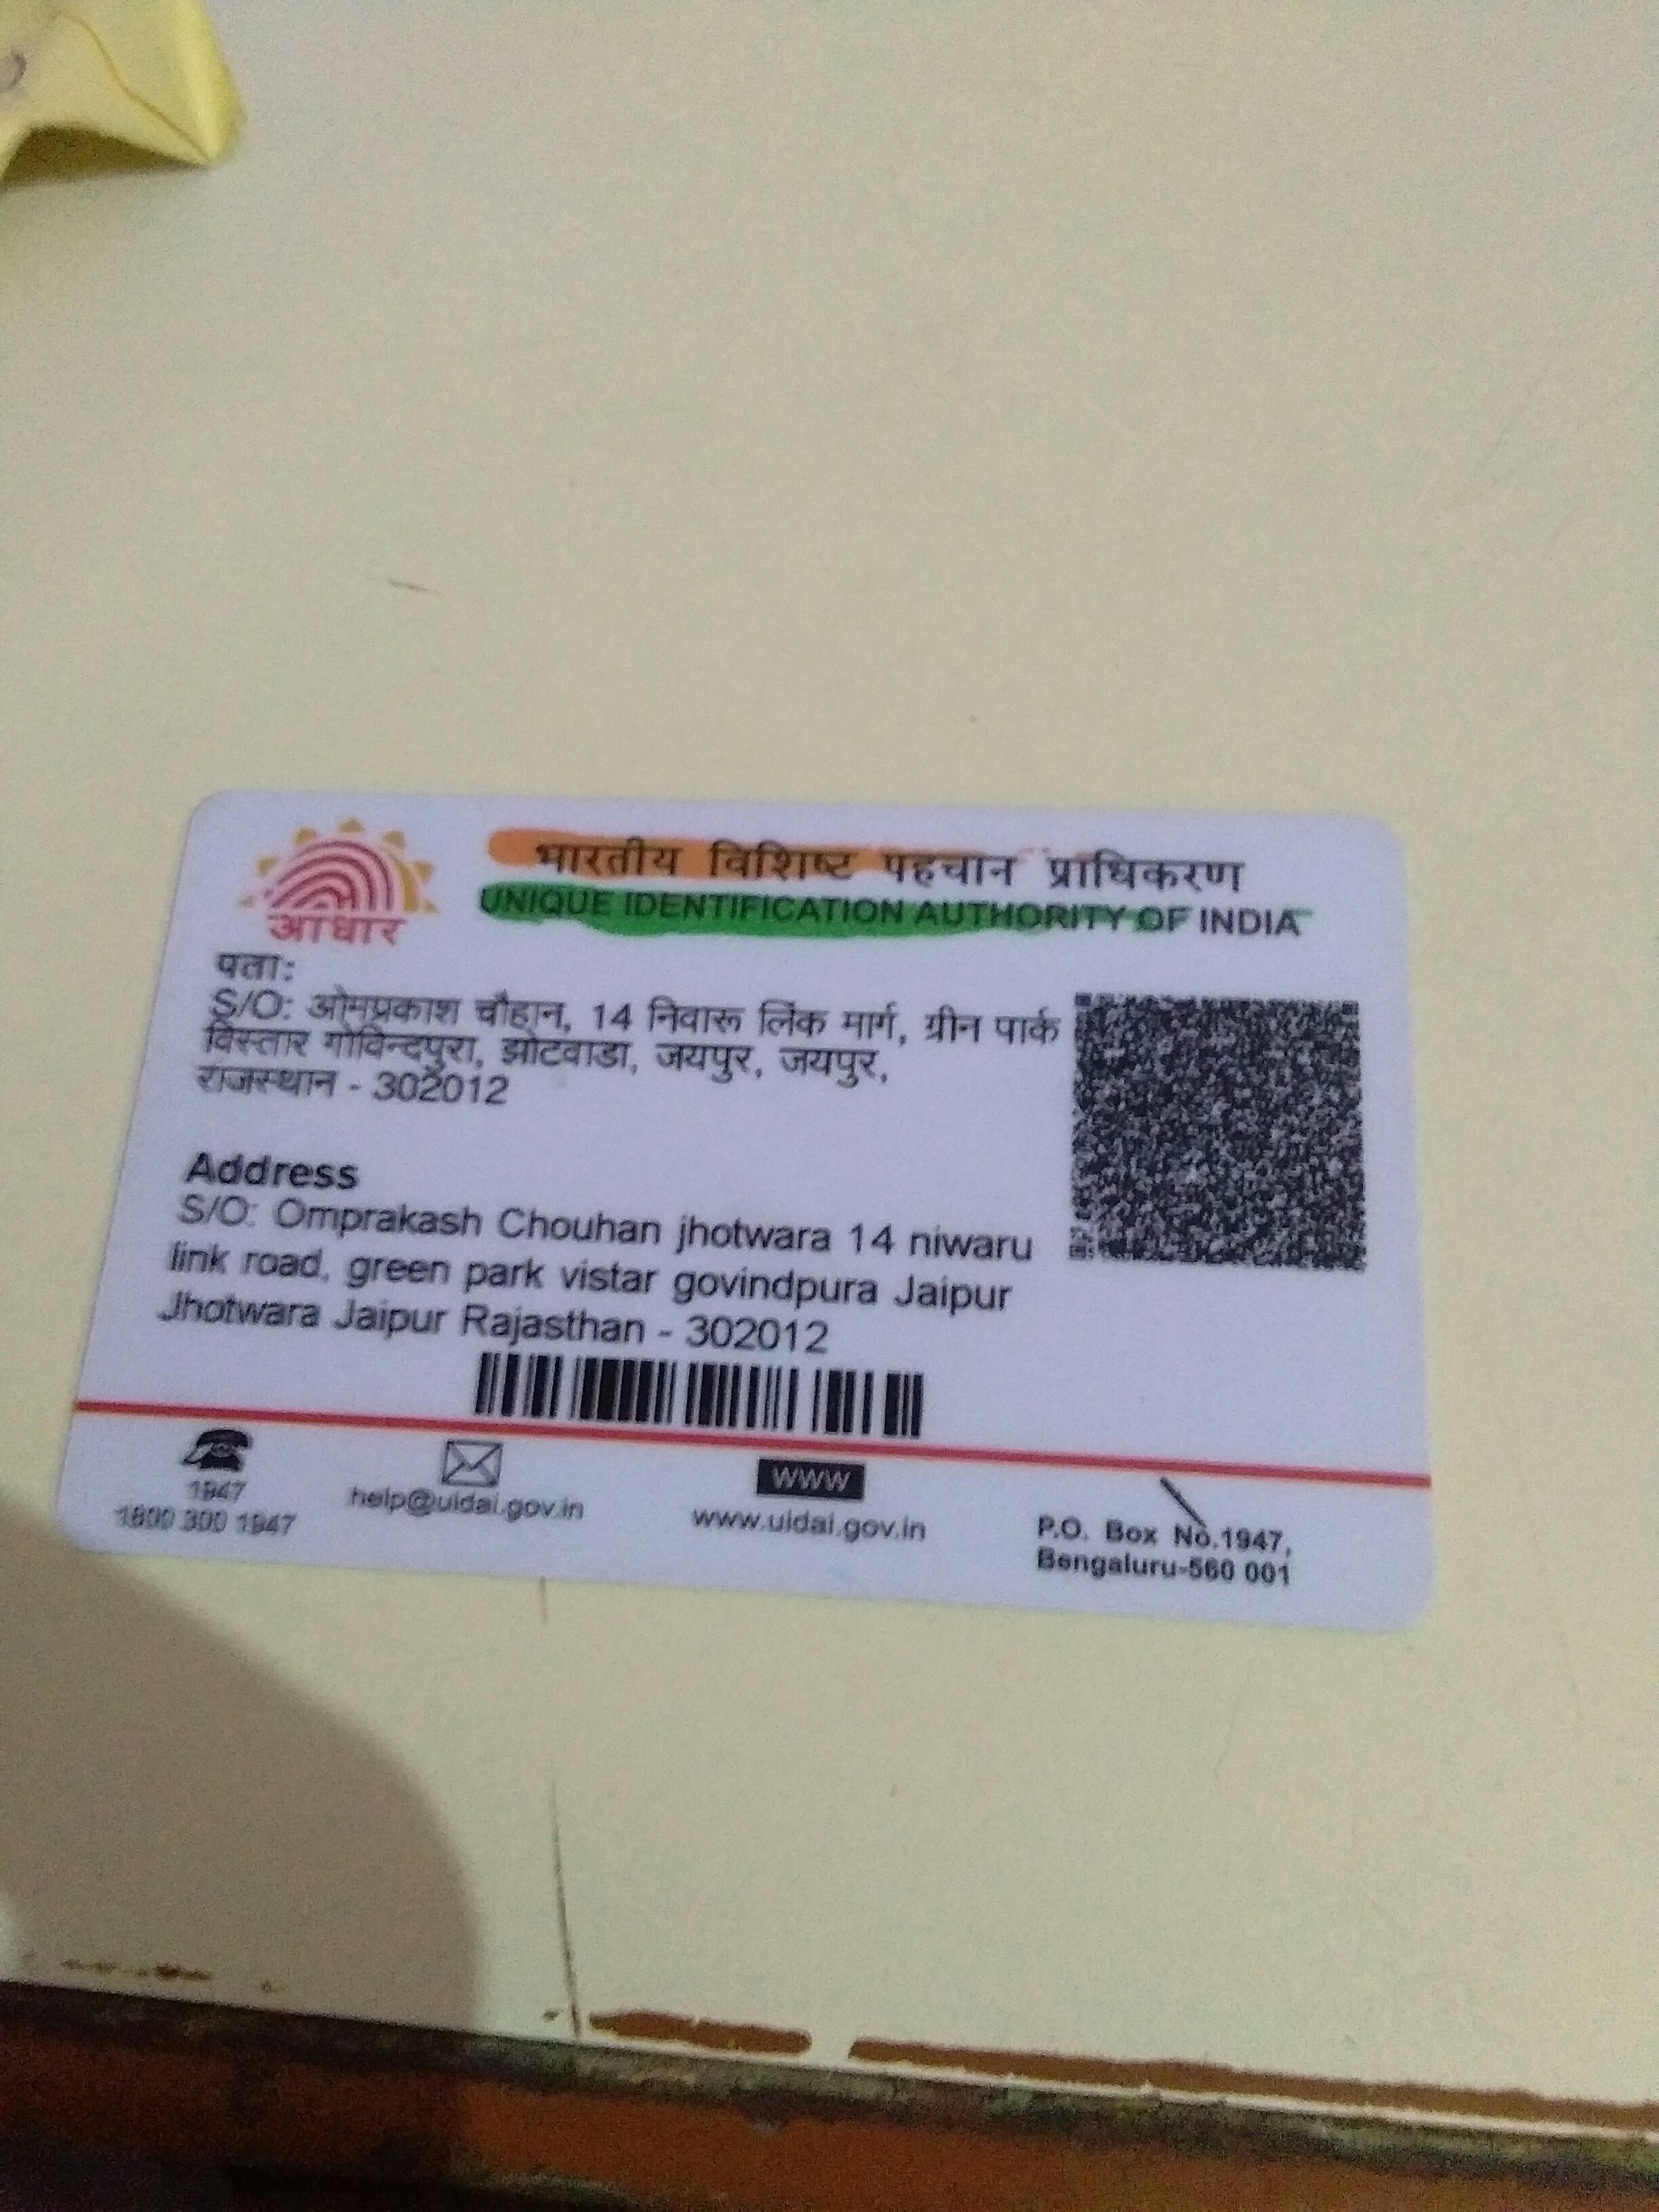 भारतीय विशिष्ट पहचान प्राधिकरण
UNIQUE IDENTIFICATION AUTHORITY OF INDIA
आधार
पता:
S/O: ओमप्रकाश चौहान, 14 निवारू लिंक मार्ग, ग्रीन पार्क
विस्तार गोविन्दपुरा, झोटवाडा, जयपुर, जयपुर,
राजस्थान - 302012
Address
S/O: Omprakash Chouhan jhotwara 14 niwaru
link road, green park vistar govindpura Jaipur
Jhotwara Jaipur Rajasthan - 302012
1947
1800 300 1947
help@uidai.gov.in
www
www.uidai.gov.in
P.O. Box No.1947,
Bengaluru-560 001